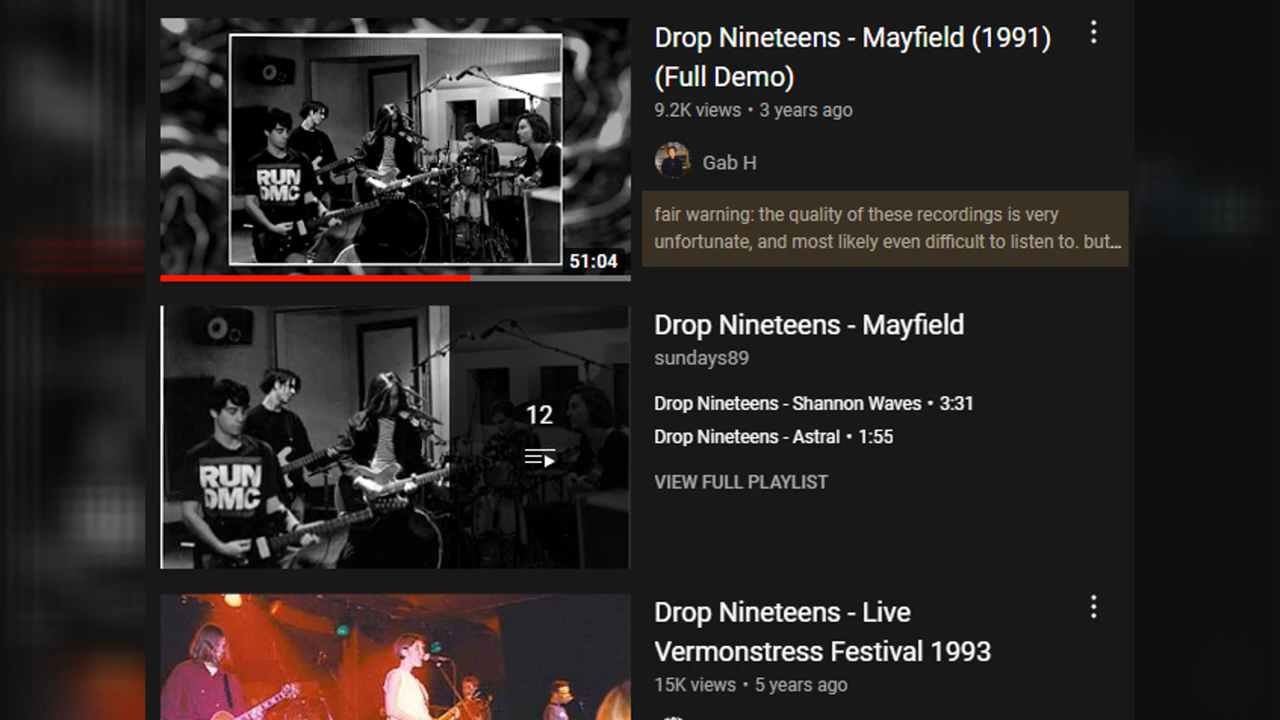 Drop Nineteens - Mayfield (1991)
(Full Demo)
9.2K views • 3 years ago
Gab H
fair warning: the quality of these recordings is very
unfortunate, and most likely even difficult to listen to. but...
RUN
DMC
51:04
Drop Nineteens - Mayfield
sundays89
Drop Nineteens - Shannon Waves • 3:31
Drop Nineteens - Astral • 1:55
VIEW FULL PLAYLIST
RUN
DMC
12
Drop Nineteens - Live
Vermonstress Festival 1993
15K views • 5 years ago